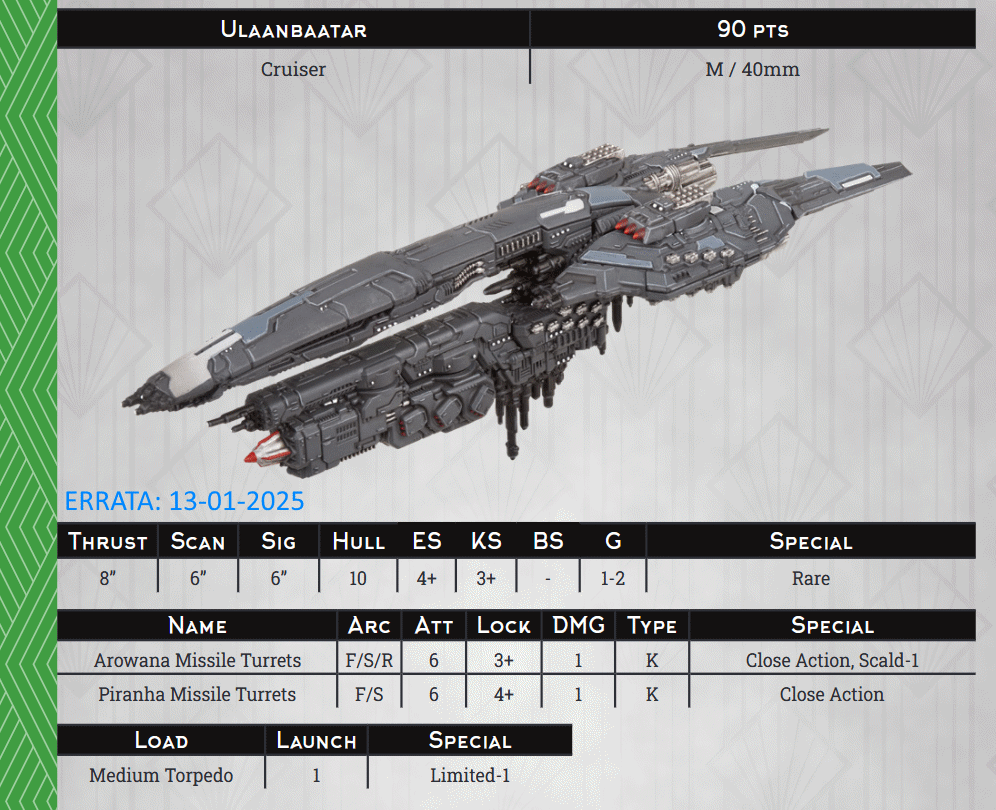 Ulaanbaatar 90 pts
Cruiser M / 40mm
ERRATA: 13-01-2025
Thrust Scan Sig Hull ES KS BS G Special
8” 6” 6” 10 4+ 3+ - 1-2 Rare
Name Arc Att Lock DMG Type Special
Arowana Missile Turrets F/S/R 6 3+ 1 K Close Action, Scald-1
Piranha Missile Turrets F/S 6 4+ 1 K Close Action
Load Launch Special
Medium Torpedo 1 Limited-1